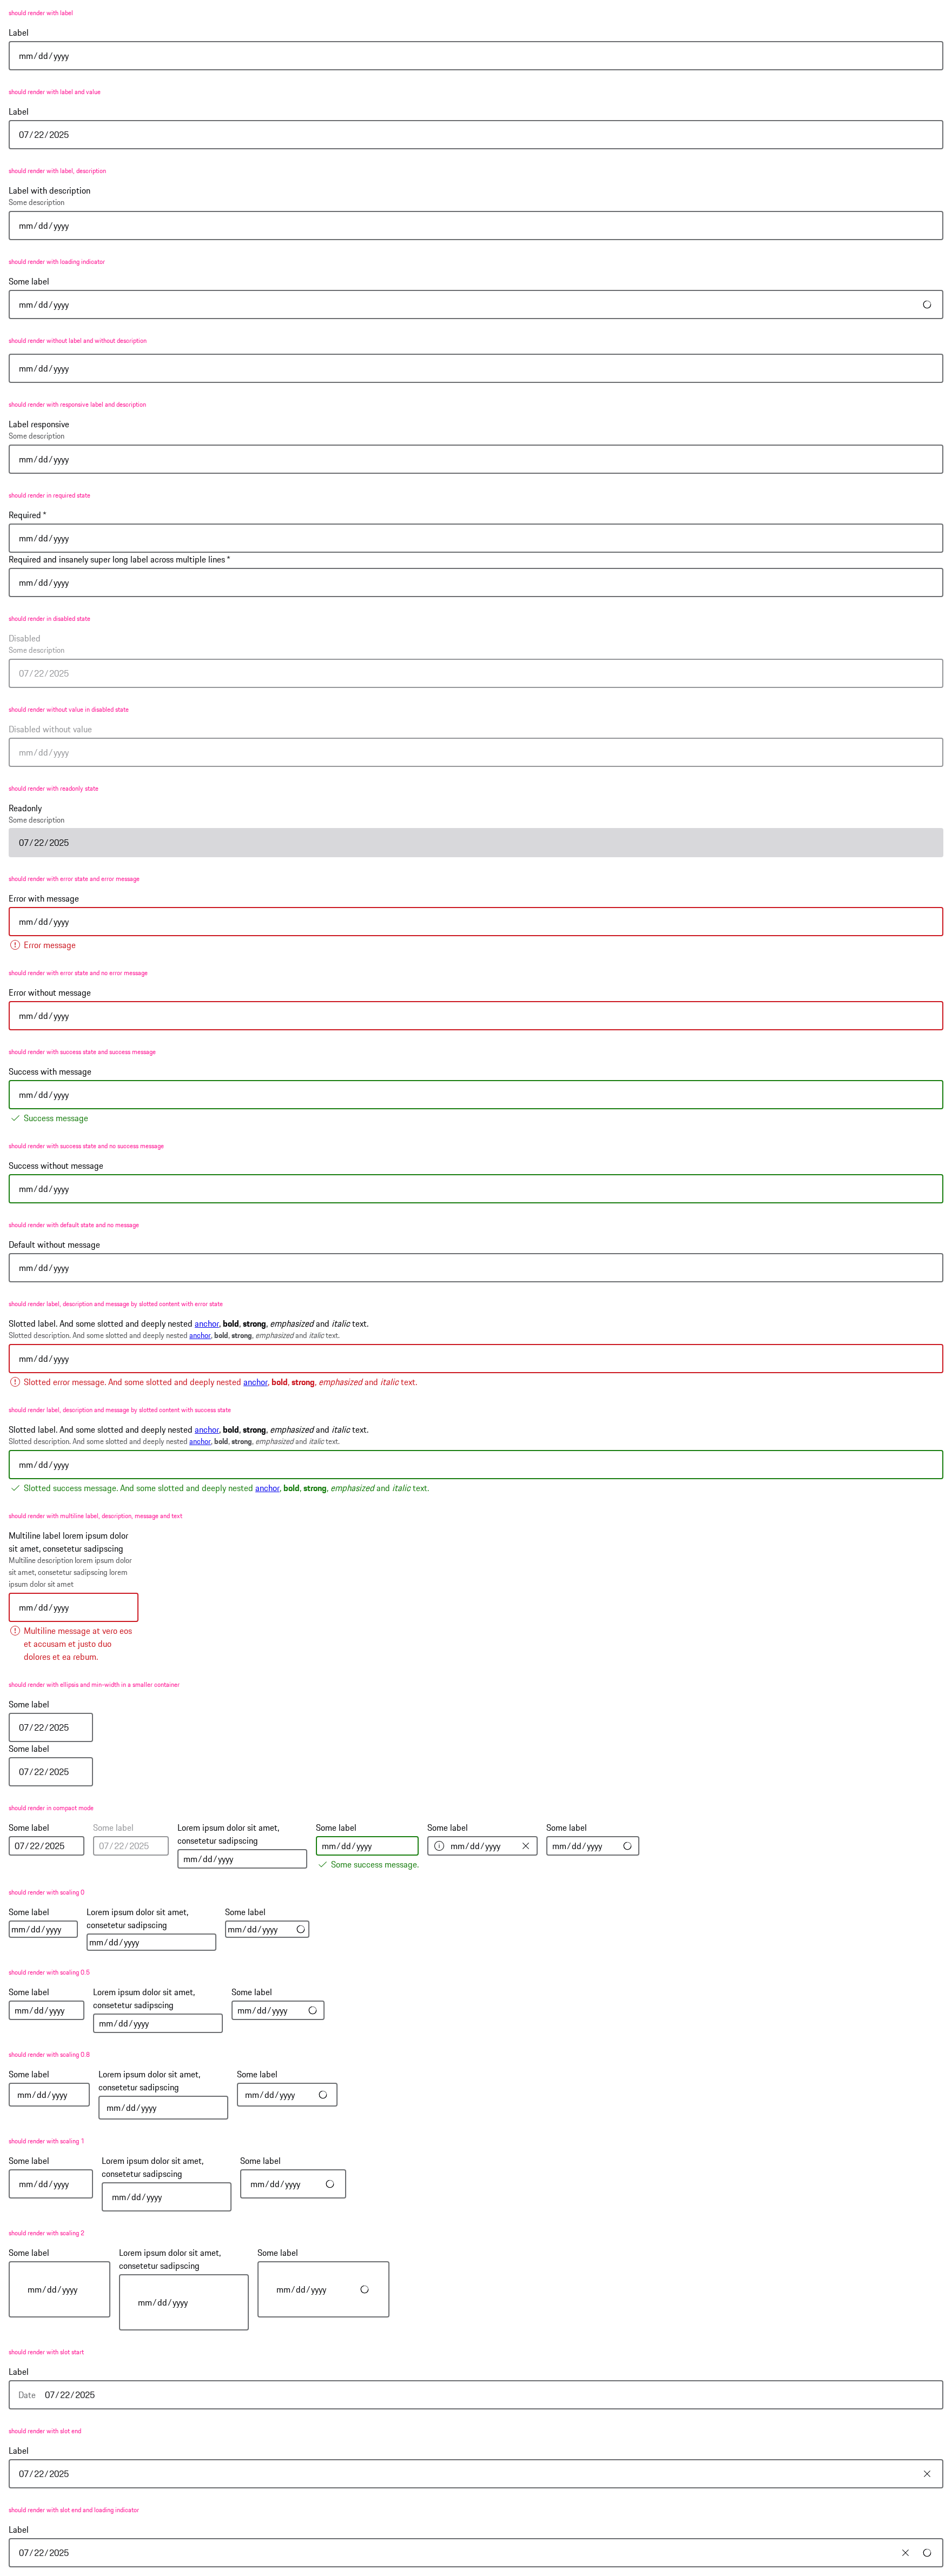 should render with label
Label
mm/dd/yyyy
should render with label and value
Label
07/22/2025
should render with label, description
Label with description
Some description
mm/dd/yyyy
should render with loading indicator
Some label
mm/dd/yyyy
should render without label and without description
mm/dd/yyyy
should render with responsive label and description
Label responsive
Some description
mm/dd/yyyy
should render in required state
Required *
mm/dd/yyyy
Required and insanely super long label across multiple lines *
mm/dd/yyyy
should render in disabled state
Disabled
Some description
07/22/2025
should render without value in disabled state
Disabled without value
mm/dd/yyyy
should render with readonly state
Readonly
Some description
07/22/2025
should render with error state and error message
Error with message
mm/dd/yyyy
Error message
should render with error state and no error message
Error without message
mm/dd/yyyy
should render with success state and success message
Success with message
mm/dd/yyyy
Success message
should render with success state and no success message
Success without message
mm/dd/yyyy
should render with default state and no message
Default without message
mm/dd/yyyy
should render label, description and message by slotted content with error state
Slotted label. And some slotted and deeply nested anchor, bold, strong, emphasized and italic text.
Slotted description. And some slotted and deeply nested anchor, bold, strong, emphasized and italic text.
mm/dd/yyyy
Slotted error message. And some slotted and deeply nested anchor, bold, strong, emphasized and italic text.
should render label, description and message by slotted content with success state
Slotted label. And some slotted and deeply nested anchor, bold, strong, emphasized and italic text.
Slotted description. And some slotted and deeply nested anchor, bold, strong, emphasized and italic text.
mm/dd/yyyy
Slotted success message. And some slotted and deeply nested anchor, bold, strong, emphasized and italic text.
should render with multiline label, description, message and text
Multiline label lorem ipsum dolor
sit amet, consetetur sadipscing
Multiline description lorem ipsum dolor
sit amet, consetetur sadipscing lorem
ipsum dolor sit amet
mm/dd/yyyy
Multiline message at vero eos
et accusam et justo duo
dolores et ea rebum.
should render with ellipsis and min-width in a smaller container
Some label
07/22/2025
Some label
07/22/2025
should render in compact mode
Some label
07/22/2025
Some label
07/22/2025
Lorem ipsum dolor sit amet,
consetetur sadipscing
mm/dd/yyyy
Some label
mm/dd/yyyy
Some success message.
Some label
mm/dd/yyyy
Some label
mm/dd/yyyy
should render with scaling 0
Some label
mm/dd/yyyy
Lorem ipsum dolor sit amet,
consetetur sadipscing
mm/dd/yyyy
Some label
mm/dd/yyyy
should render with scaling 0.5
Some label
mm/dd/yyyy
Lorem ipsum dolor sit amet,
consetetur sadipscing
mm/dd/yyyy
Some label
mm/dd/yyyy
should render with scaling 0.8
Some label
mm/dd/yyyy
Lorem ipsum dolor sit amet,
consetetur sadipscing
mm/dd/yyyy
Some label
mm/dd/yyyy
should render with scaling 1
Some label
mm/dd/yyyy
Lorem ipsum dolor sit amet,
consetetur sadipscing
mm/dd/yyyy
Some label
mm/dd/yyyy
should render with scaling 2
Some label
mm/dd/yyyy
Lorem ipsum dolor sit amet,
consetetur sadipscing
mm/dd/yyyy
Some label
mm/dd/yyyy
should render with slot start
Label
Date 07/22/2025
should render with slot end
Label
07/22/2025
should render with slot end and loading indicator
Label
07/22/2025